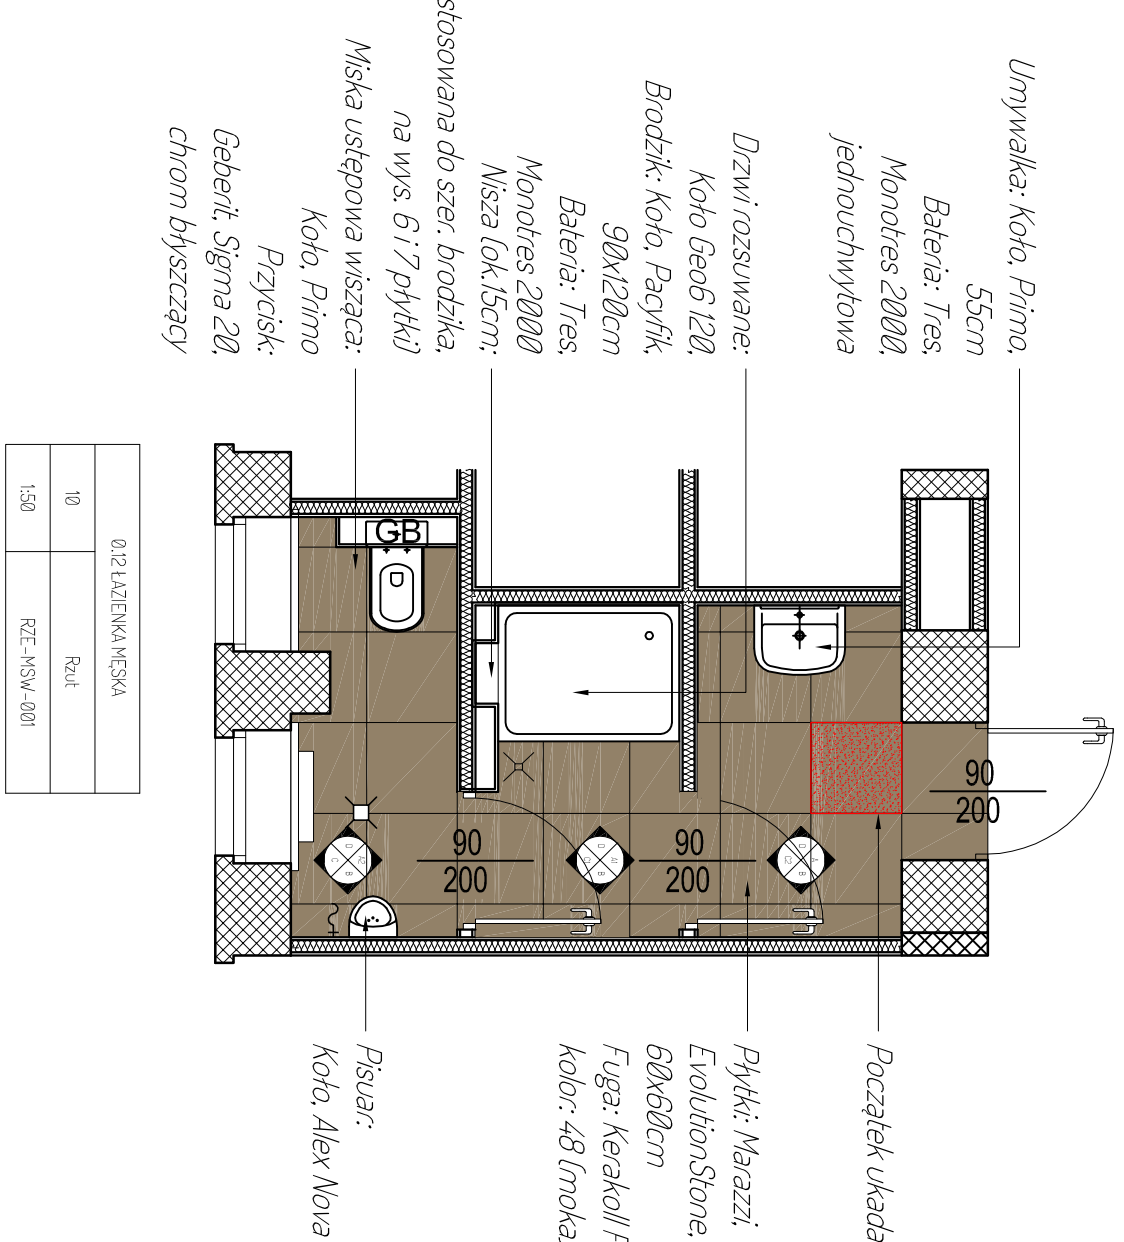 Umywalka: Koło, Primo,
55cm
Bateria: Tres,
Monotres 2000,
jednouchwytowa
Drzwi rozsuwane:
Koło Geo6 120,
Brodzik: Koło, Pacyfik,
90x120cm
Bateria: Tres,
Monotres 2000
Nisza (ok.15cm;
stosowana do szer. brodzika,
na wys. 6 i 7 płytki)
Miska ustępowa wisząca:
Koło, Primo
Przycisk:
Geberit, Sigma 20,
chrom błyszczący
GB
90
200
90
200
90
200
A
B
C2
D
A1
B
C1
D
A2
B
C
D
Początek ukada
Płytki: Marazzi,
EvolutionStone,
60x60cm
Fuga: Kerakoll F
kolor: 48 (moka
Pisuar:
Koło, Alex Nova
0.12 ŁAZIENKA MĘSKA
10 Rzut
1:50 RZE-MSW-001